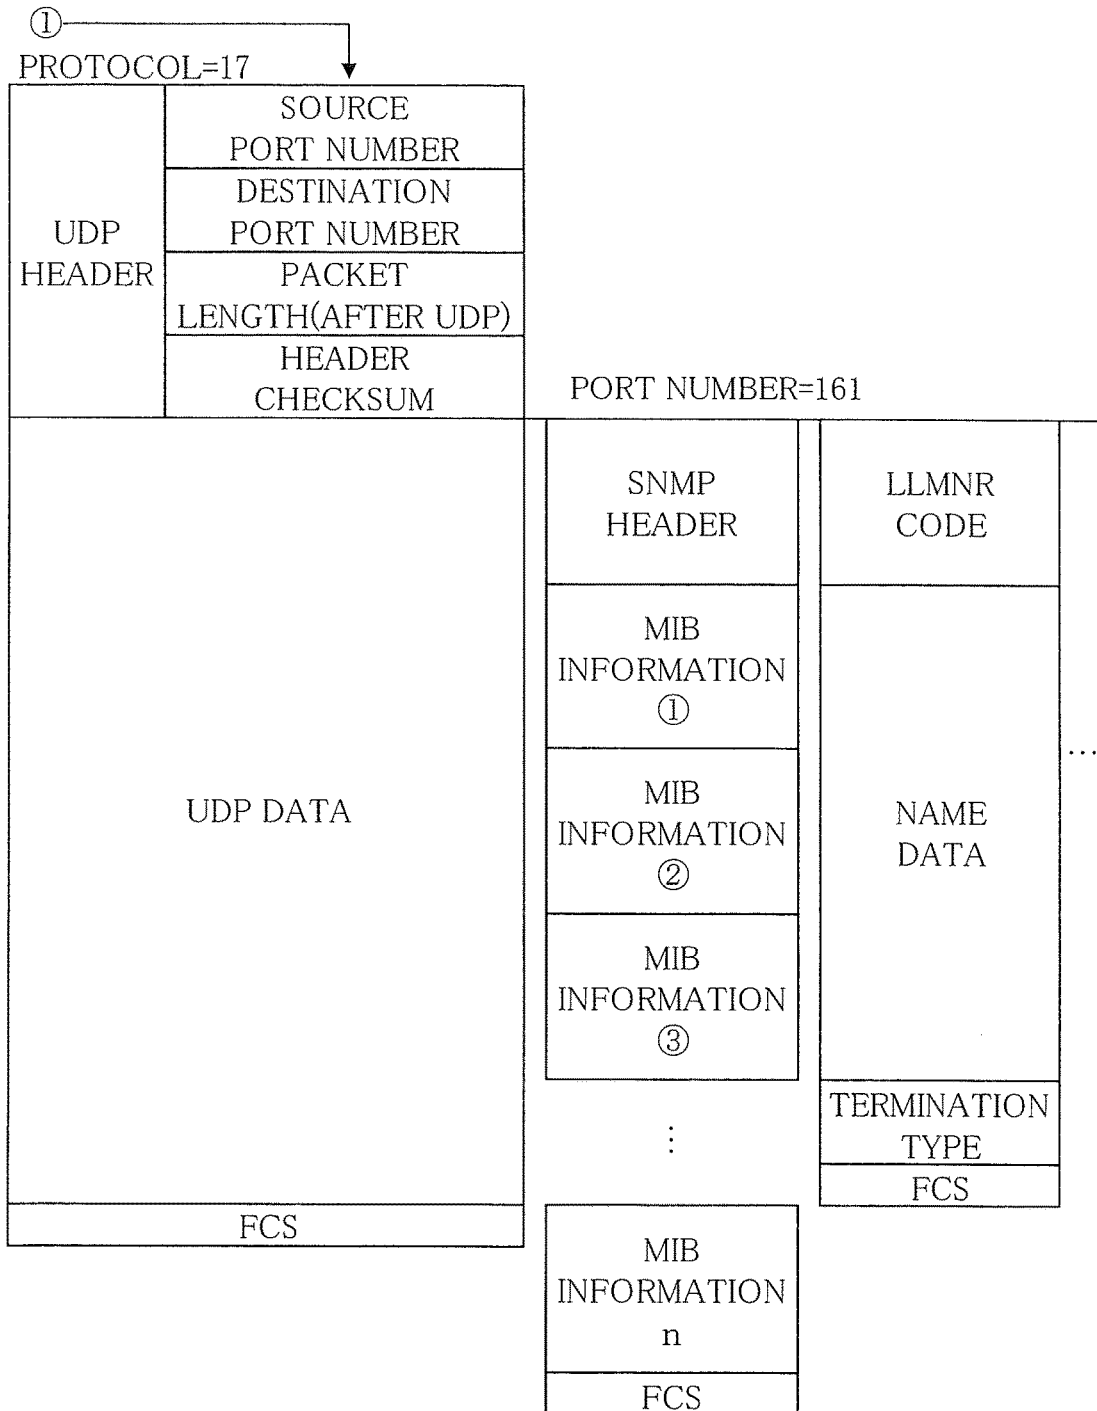 ①
PROTOCOL=17
UDP
HEADER
SOURCE
PORT NUMBER
DESTINATION
PORT NUMBER
PACKET
LENGTH(AFTER UDP)
HEADER
CHECKSUM
UDP DATA
FCS
PORT NUMBER=161
SNMP
HEADER
MIB
INFORMATION
①
MIB
INFORMATION
②
MIB
INFORMATION
③
⋮
MIB
INFORMATION
n
FCS
LLMNR
CODE
NAME
DATA
TERMINATION
TYPE
FCS
...